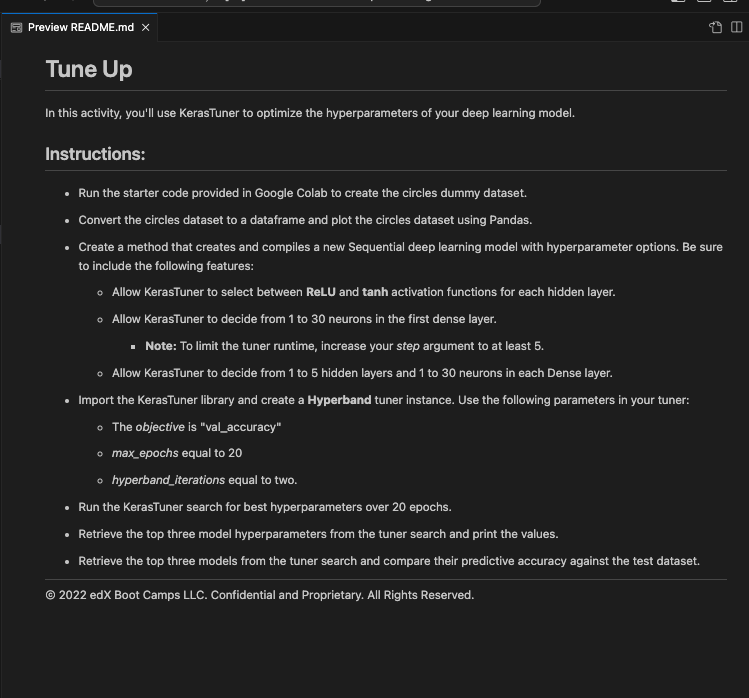 Preview README.md
Tune Up
In this activity, you'll use KerasTuner to optimize the hyperparameters of your deep learning model.
Instructions:
Run the starter code provided in Google Colab to create the circles dummy dataset.
Convert the circles dataset to a dataframe and plot the circles dataset using Pandas.
Create a method that creates and compiles a new Sequential deep learning model with hyperparameter options. Be sure
to include the following features:
Allow KerasTuner to select between ReLU and tanh activation functions for each hidden layer.
Allow KerasTuner to decide from 1 to 30 neurons in the first dense layer.
Note: To limit the tuner runtime, increase your step argument to at least 5.
Allow KerasTuner to decide from 1 to 5 hidden layers and 1 to 30 neurons in each Dense layer.
Import the KerasTuner library and create a Hyperband tuner instance. Use the following parameters in your tuner:
The objective is "val_accuracy"
max_epochs equal to 20
hyperband_iterations equal to two.
Run the KerasTuner search for best hyperparameters over 20 epochs.
Retrieve the top three model hyperparameters from the tuner search and print the values.
Retrieve the top three models from the tuner search and compare their predictive accuracy against the test dataset.
© 2022 edX Boot Camps LLC. Confidential and Proprietary. All Rights Reserved.